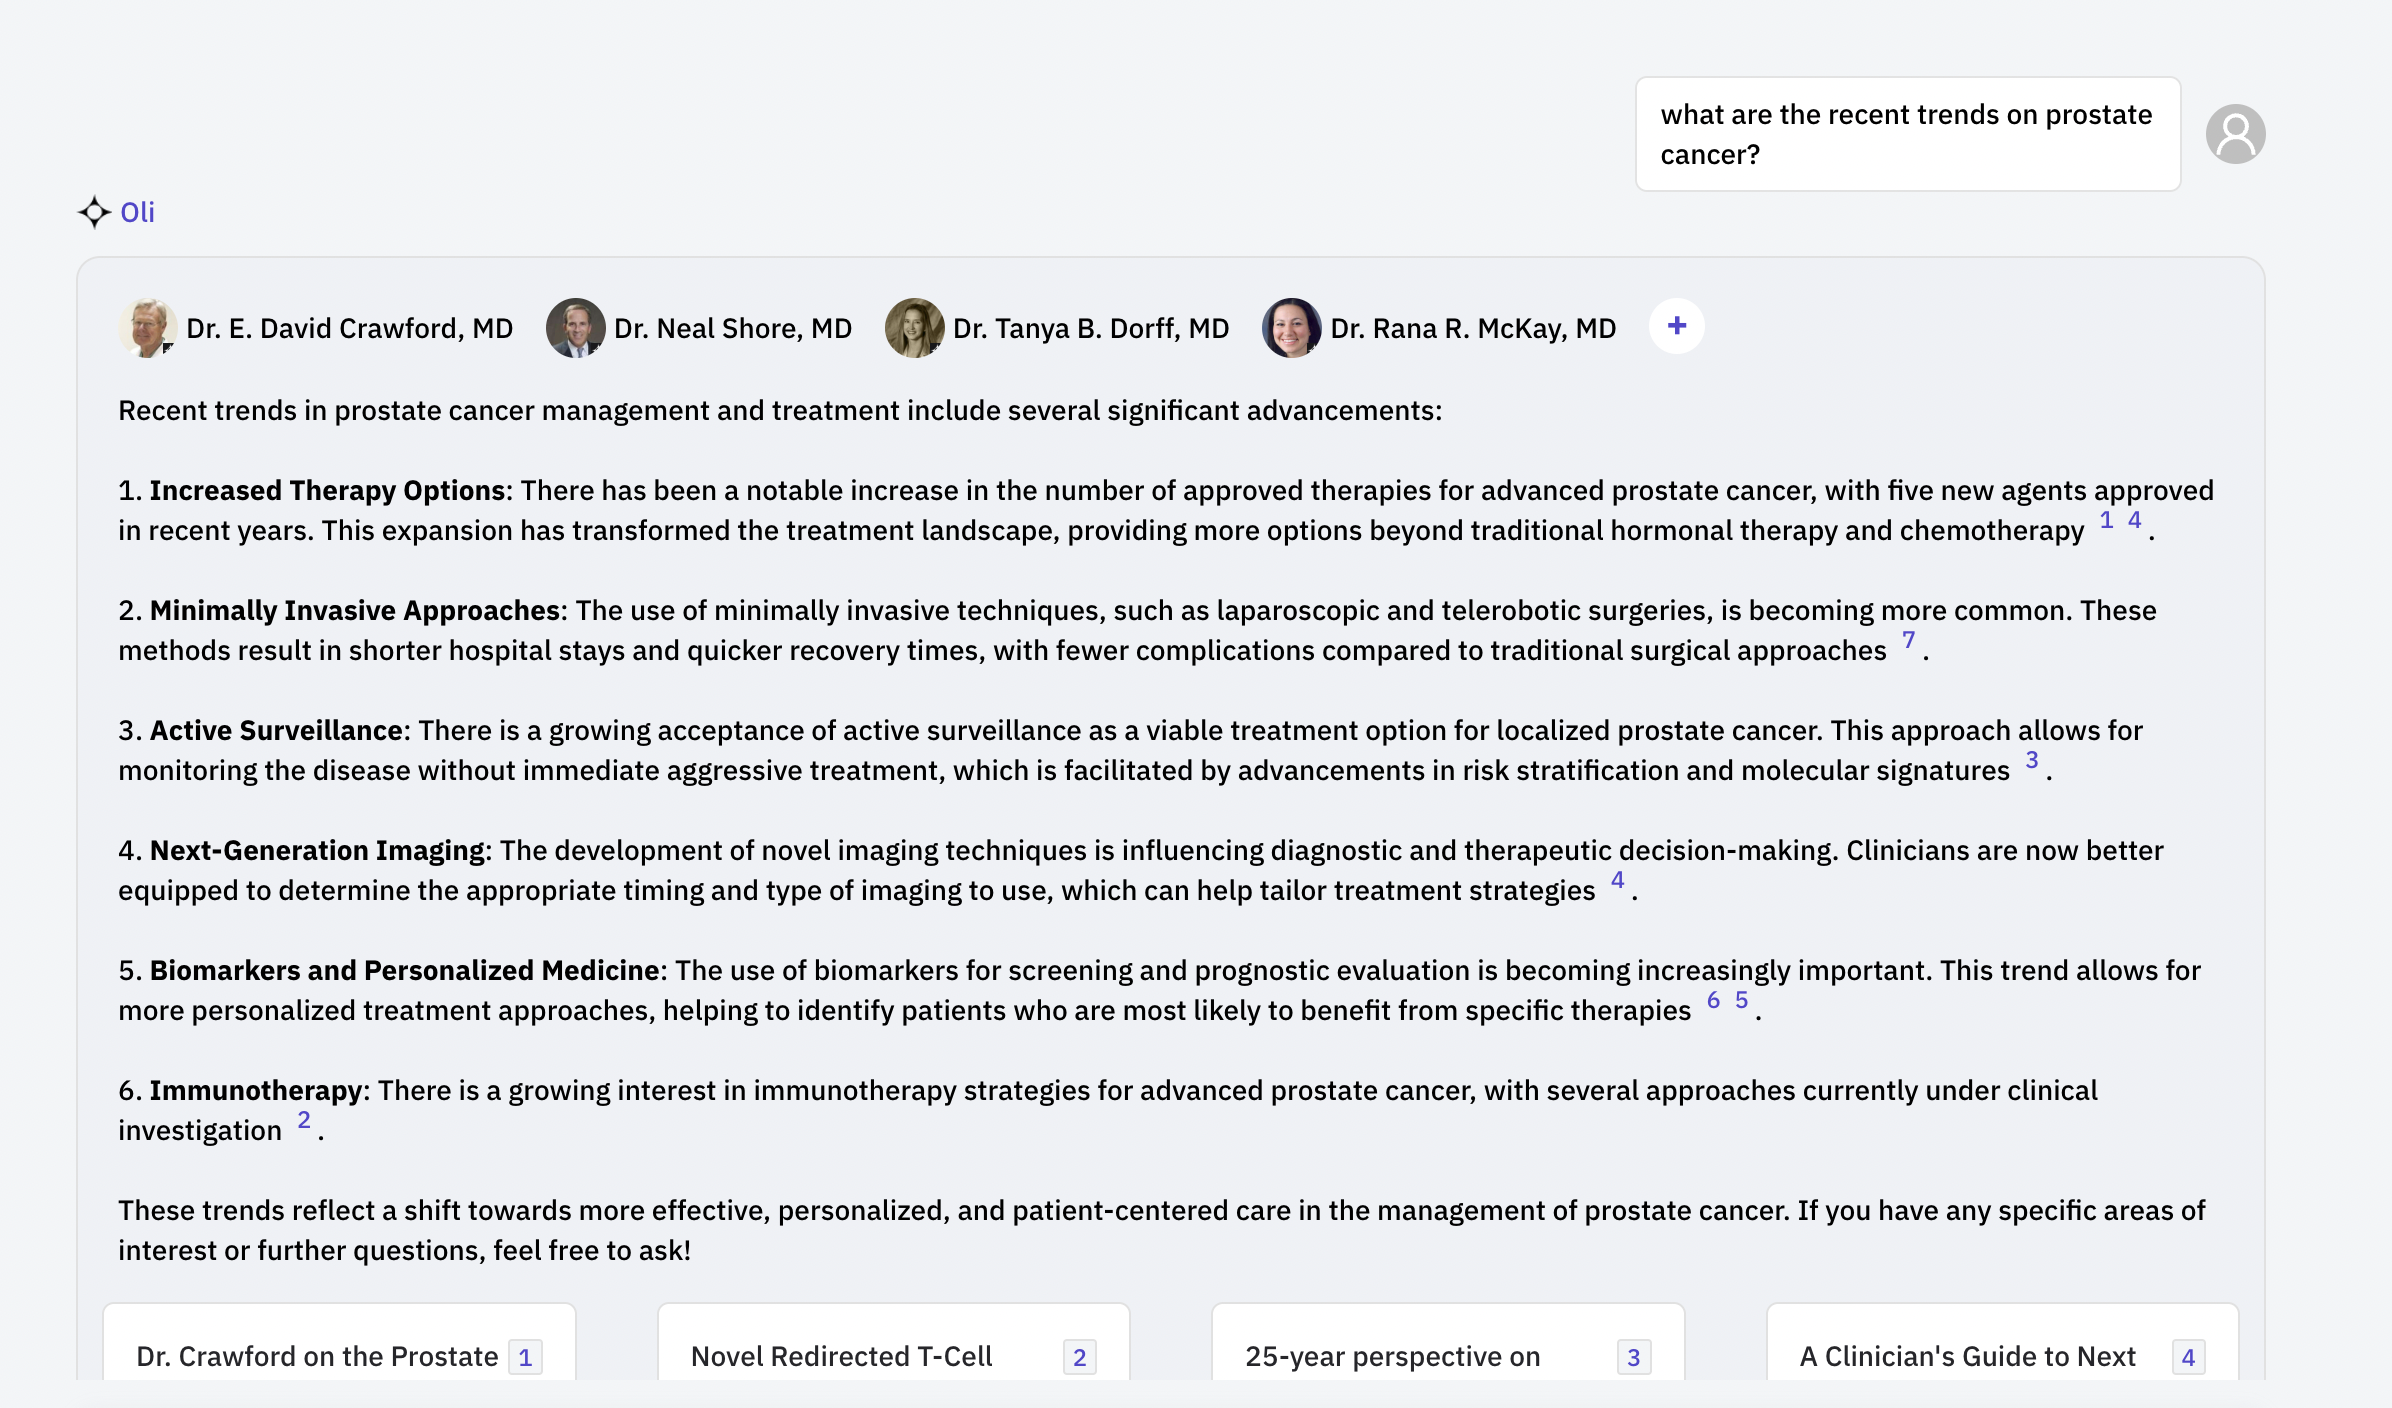 what are the recent trends on prostate
cancer?
Oli
Dr. E. David Crawford, MD Dr. Neal Shore, MD Dr. Tanya B. Dorff, MD Dr. Rana R. McKay, MD +
Recent trends in prostate cancer management and treatment include several significant advancements:
1. Increased Therapy Options: There has been a notable increase in the number of approved therapies for advanced prostate cancer, with five new agents approved
in recent years. This expansion has transformed the treatment landscape, providing more options beyond traditional hormonal therapy and chemotherapy 1 4 .
2. Minimally Invasive Approaches: The use of minimally invasive techniques, such as laparoscopic and telerobotic surgeries, is becoming more common. These
methods result in shorter hospital stays and quicker recovery times, with fewer complications compared to traditional surgical approaches 7 .
3. Active Surveillance: There is a growing acceptance of active surveillance as a viable treatment option for localized prostate cancer. This approach allows for
monitoring the disease without immediate aggressive treatment, which is facilitated by advancements in risk stratification and molecular signatures 3 .
4. Next-Generation Imaging: The development of novel imaging techniques is influencing diagnostic and therapeutic decision-making. Clinicians are now better
equipped to determine the appropriate timing and type of imaging to use, which can help tailor treatment strategies 4 .
5. Biomarkers and Personalized Medicine: The use of biomarkers for screening and prognostic evaluation is becoming increasingly important. This trend allows for
more personalized treatment approaches, helping to identify patients who are most likely to benefit from specific therapies 6 5 .
6. Immunotherapy: There is a growing interest in immunotherapy strategies for advanced prostate cancer, with several approaches currently under clinical
investigation 2 .
These trends reflect a shift towards more effective, personalized, and patient-centered care in the management of prostate cancer. If you have any specific areas of
interest or further questions, feel free to ask!
Dr. Crawford on the Prostate 1
Novel Redirected T-Cell 2
25-year perspective on 3
A Clinician's Guide to Next 4